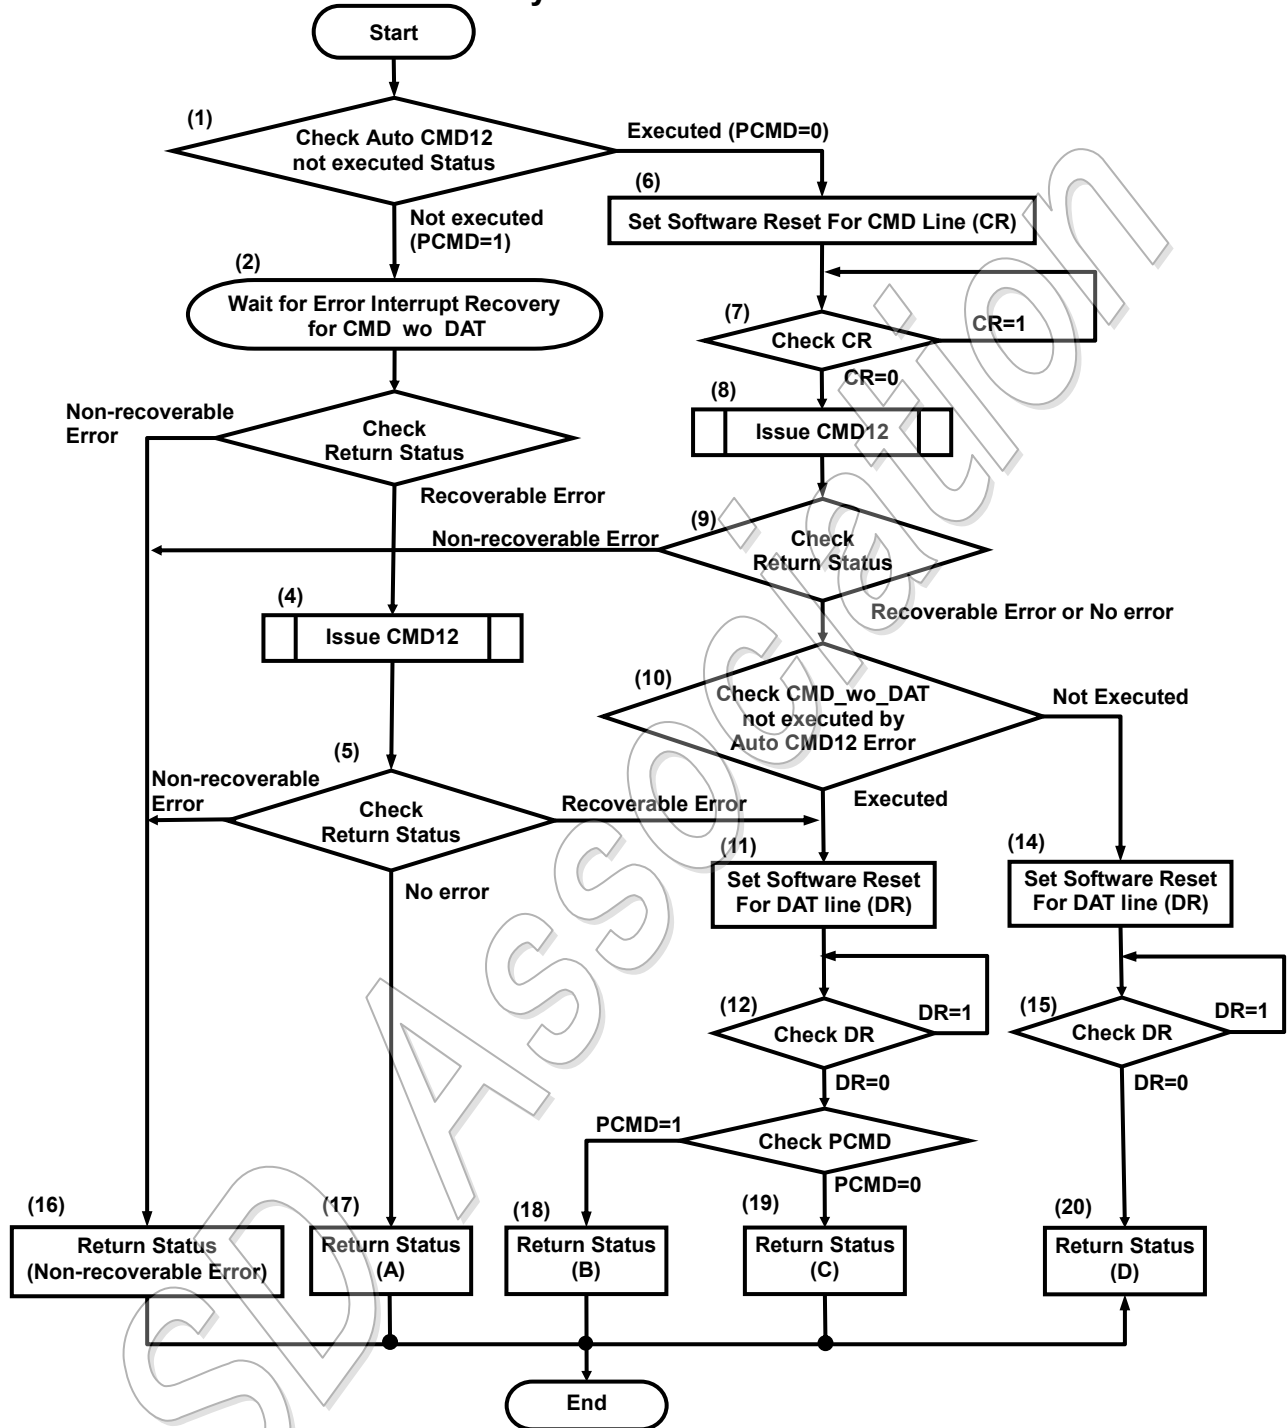 Start
(1)
Check Auto CMD12
not executed Status
Executed (PCMD=0)
(6)
Set Software Reset For CMD Line (CR)
Not executed
(PCMD=1)
(2)
Wait for Error Interrupt Recovery
for CMD_wo_DAT
(7)
Check CR
CR=1
CR=0
(8)
Issue CMD12
Non-recoverable
Error
Check
Return Status
Recoverable Error
(9)
Non-recoverable Error
Check
Return Status
Recoverable Error or No error
(4)
Issue CMD12
(10)
Check CMD_wo_DAT
not executed by
Auto CMD12 Error
Not Executed
Executed
(5)
Non-recoverable
Error
Check
Return Status
Recoverable Error
No error
(11)
Set Software Reset
For DAT line (DR)
(14)
Set Software Reset
For DAT line (DR)
(12)
Check DR
DR=1
DR=0
(15)
Check DR
DR=1
DR=0
PCMD=1
Check PCMD
PCMD=0
(16)
Return Status
(Non-recoverable Error)
(17)
Return Status
(A)
(18)
Return Status
(B)
(19)
Return Status
(C)
(20)
Return Status
(D)
End
SD Association